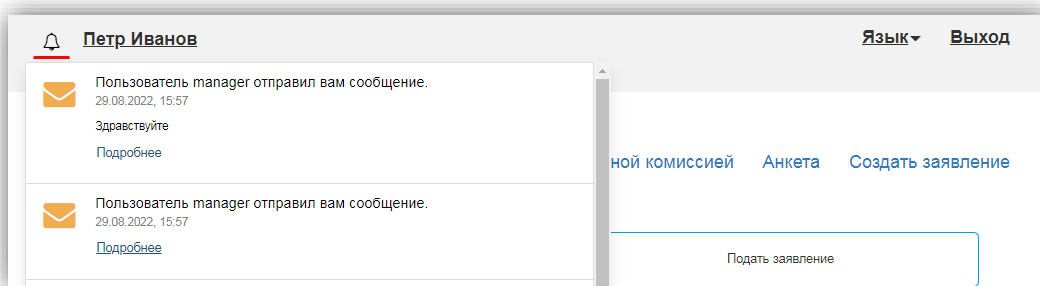 Петр Иванов
Язык
Выход
Пользователь manager отправил вам сообщение.
29.08.2022, 15:57
Здравствуйте
Подробнее
ной комиссией
Анкета
Создать заявление
Пользователь manager отправил вам сообщение.
29.08.2022, 15:57
Подробнее
Подать заявление